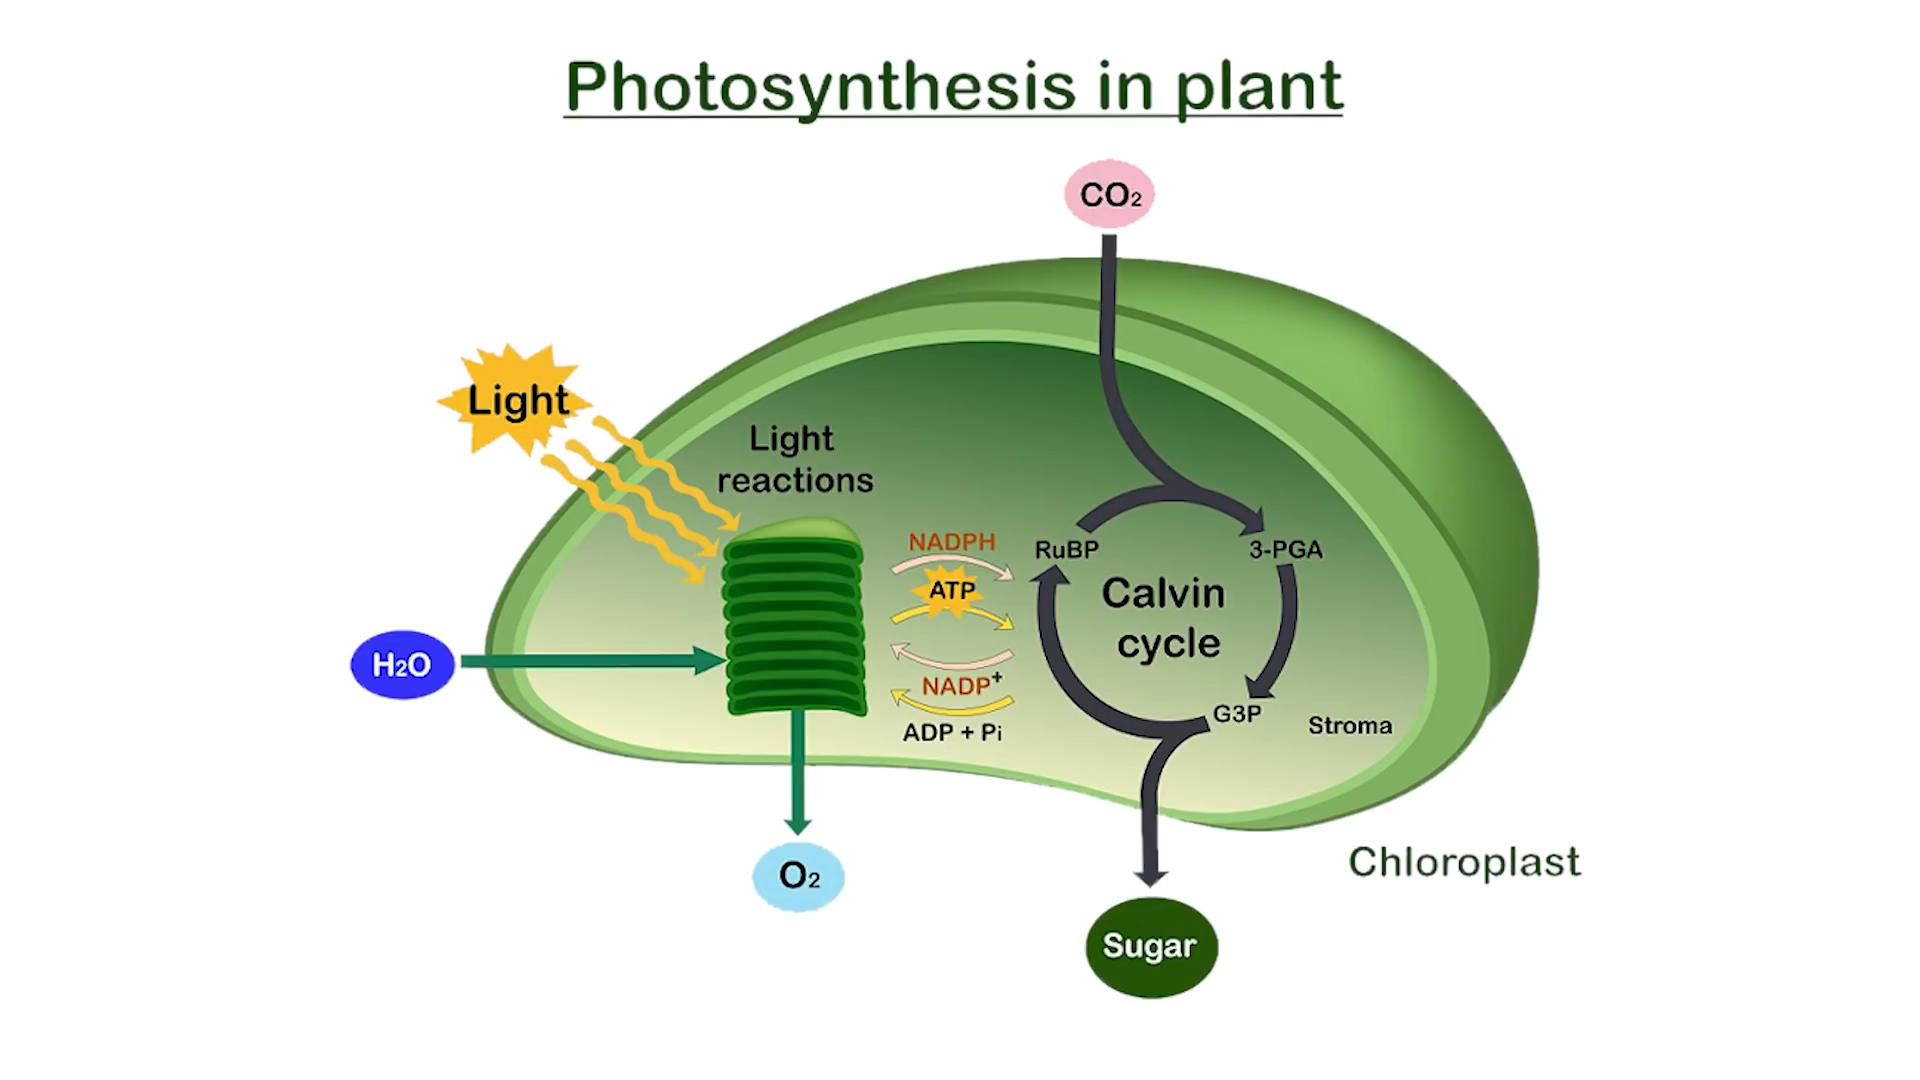 Photosynthesis in plant
CO₂
Light
Light
reactions
NADPH
ATP
NADP⁺
ADP + Pi
H₂O
O₂
RuBP
3-PGA
Calvin
cycle
G3P
Stroma
Chloroplast
Sugar